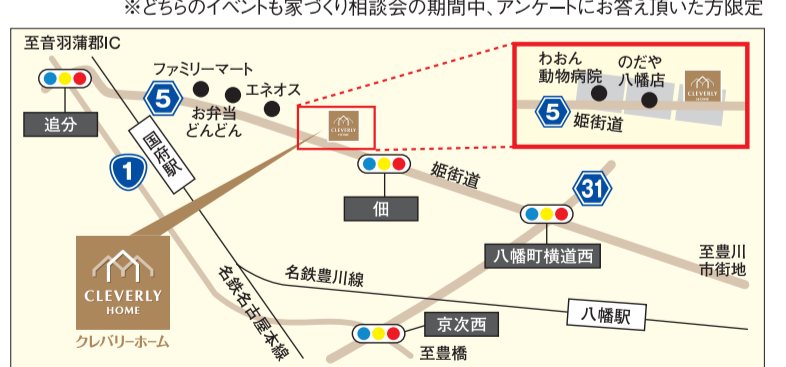 ※どちらのイベントも家づくり相談会の期間中、アンケートにお答え頂いた方限定
至音羽蒲郡IC
ファミリーマート
エネオス
5
お弁当
どんどん
追分
国府駅
1
CLEVERLY
HOME
わおん
動物病院
のだや
八幡店
CLEVERLY
HOME
5
姫街道
姫街道
佃
31
八幡町横道西
至豊川
市街地
CLEVERLY
HOME
クレバリーホーム
名鉄名古屋本線
名鉄豊川線
八幡駅
京次西
至豊橋